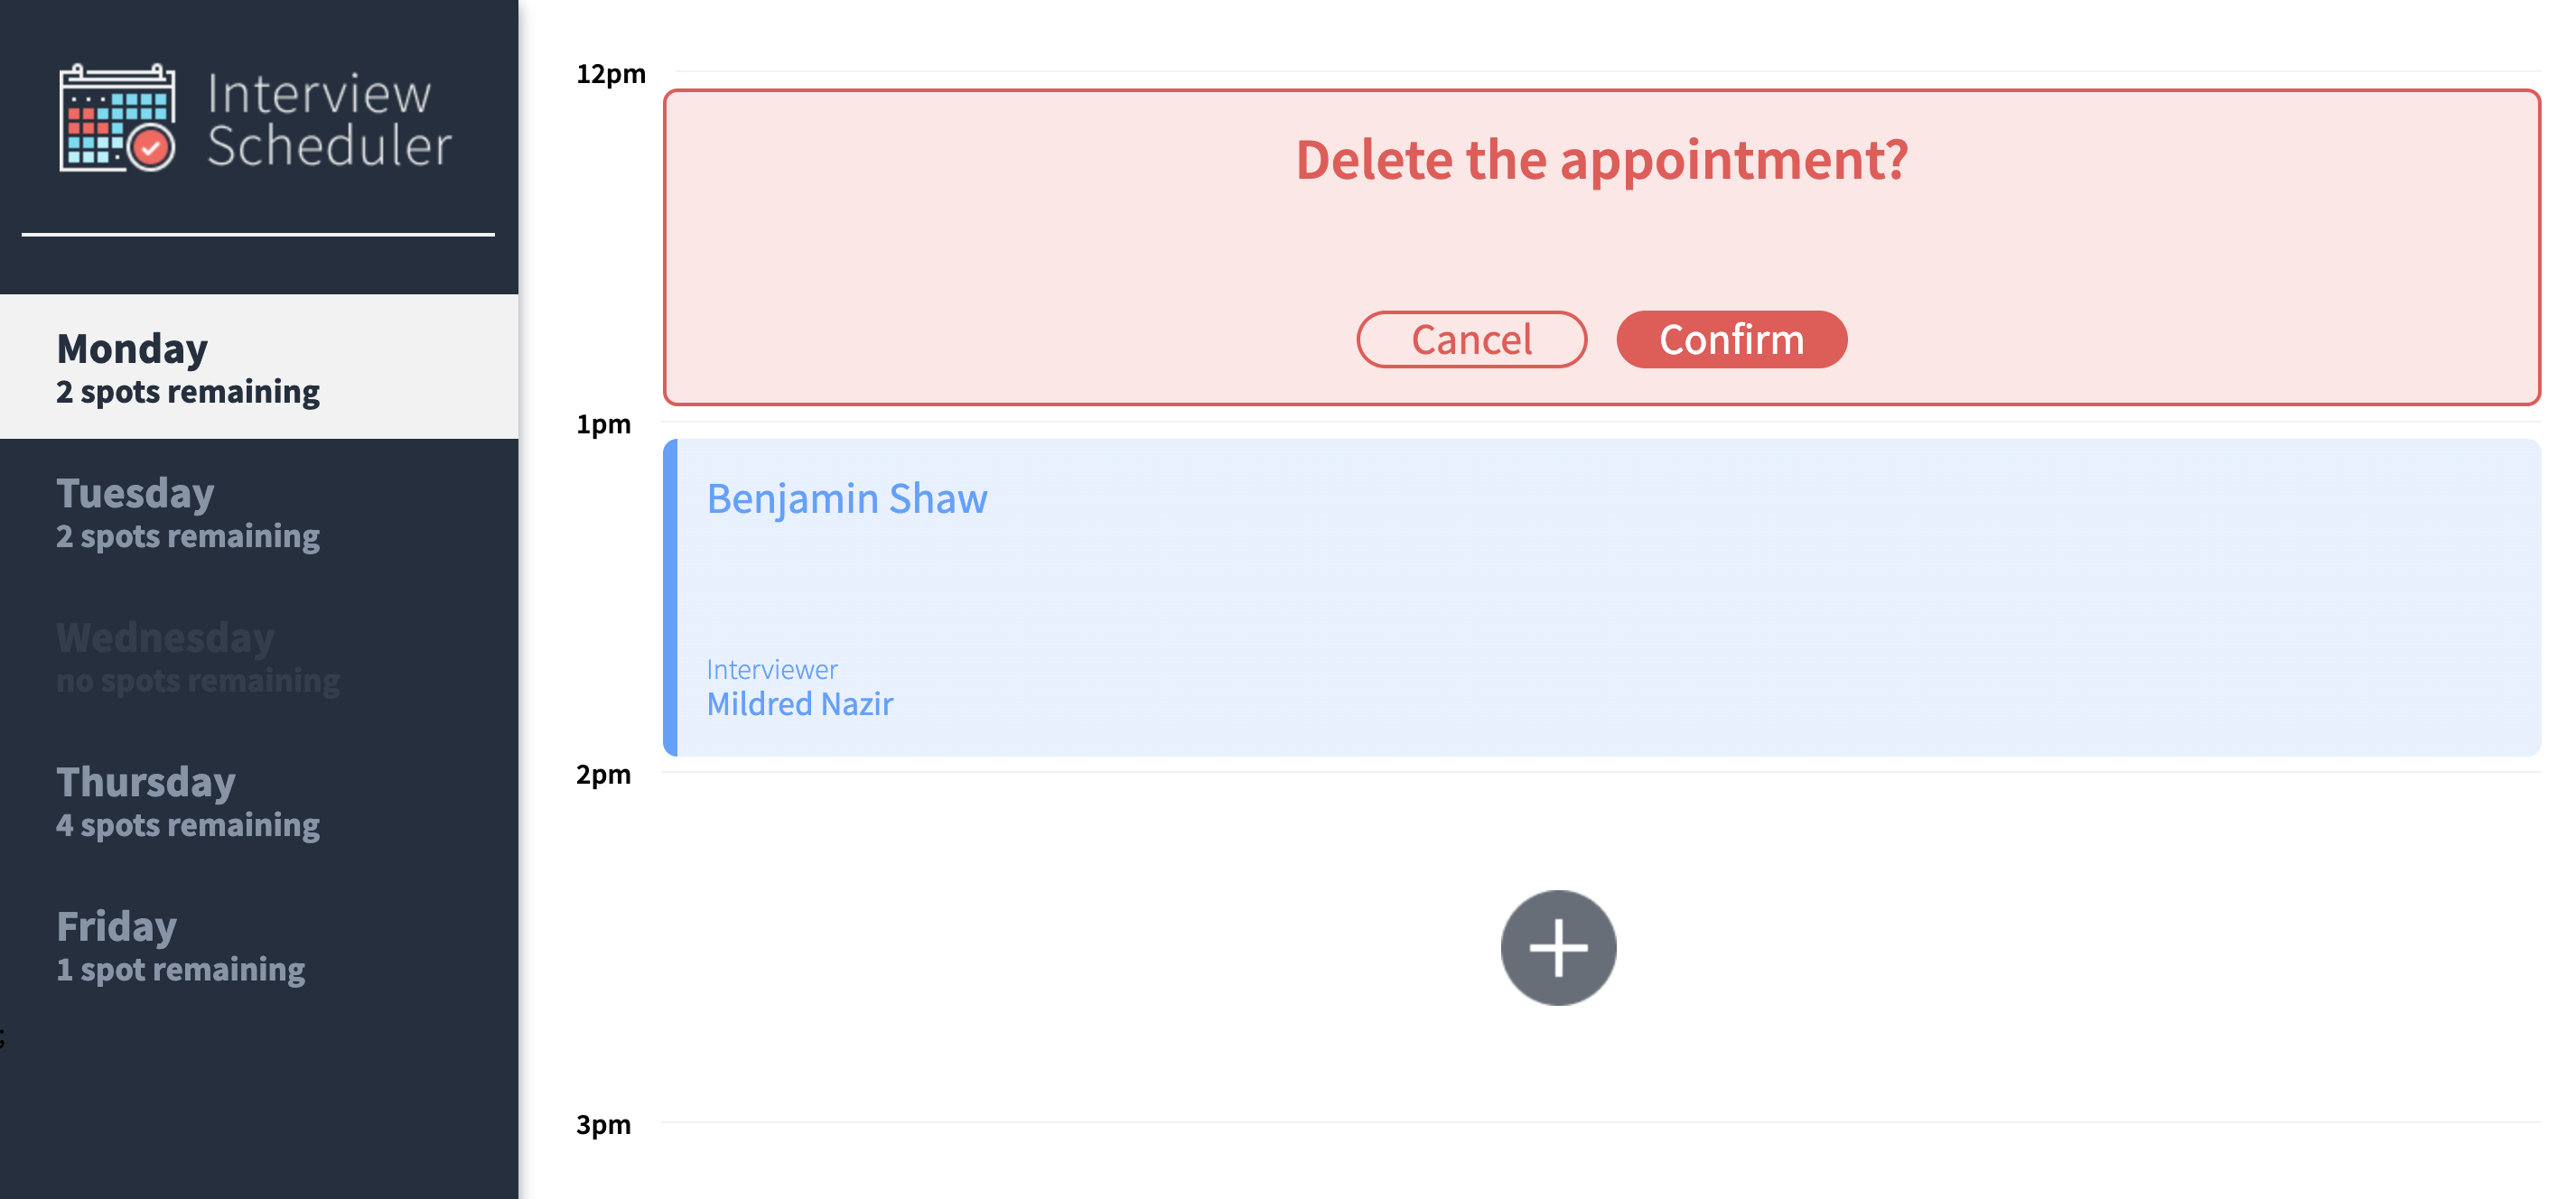 Interview
Scheduler
Monday
2 spots remaining
Tuesday
2 spots remaining
Wednesday
no spots remaining
Thursday
4 spots remaining
Friday
1 spot remaining
;
12pm
Delete the appointment?
Cancel Confirm
1pm
Benjamin Shaw
Interviewer
Mildred Nazir
2pm
3pm